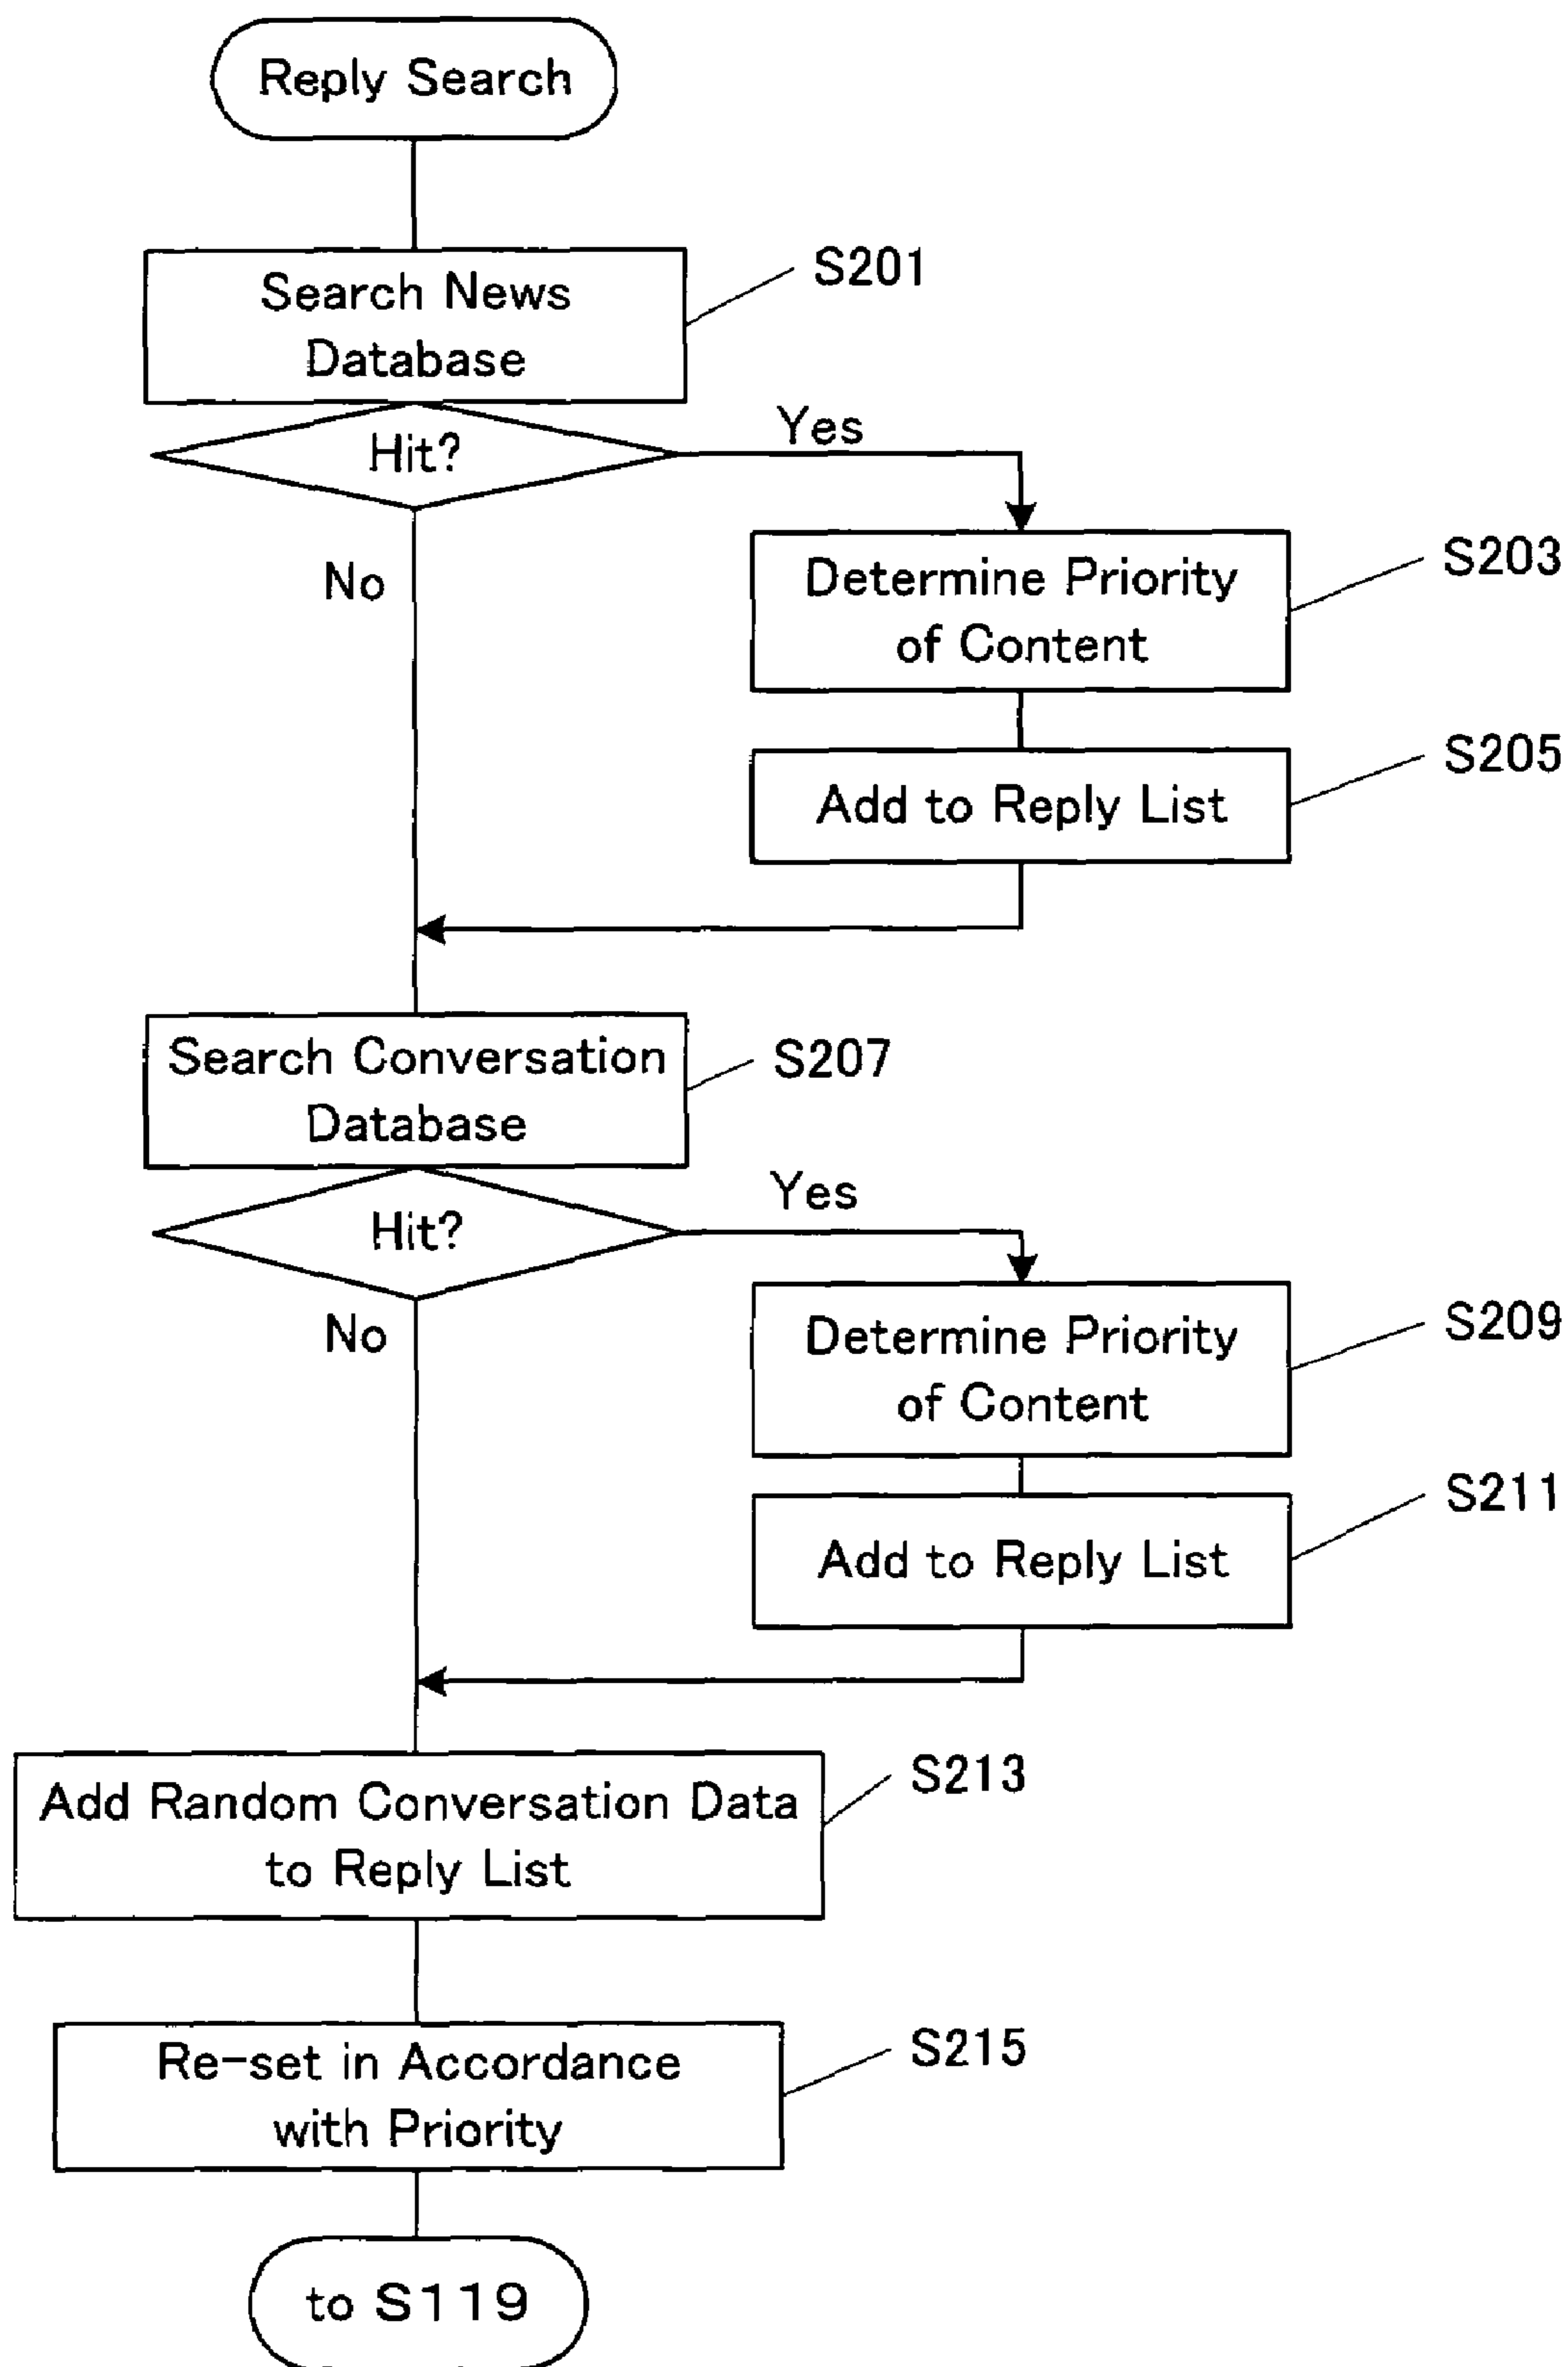 Reply Search
S201
Search News
Database
Hit?
Yes
No
Determine Priority
of Content
S203
Add to Reply List
S205
Search Conversation
Database
S207
Hit?
Yes
No
Determine Priority
of Content
S209
Add to Reply List
S211
Add Random Conversation Data
to Reply List
S213
Re-set in Accordance
with Priority
S215
to S119